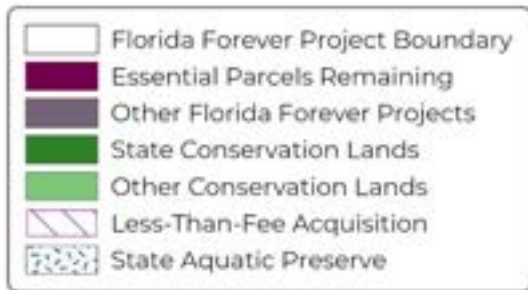 Florida Forever Project Boundary
Essential Parcels Remaining
Other Florida Forever Projects
State Conservation Lands
Other Conservation Lands
Less-Than-Fee Acquisition
State Aquatic Preserve